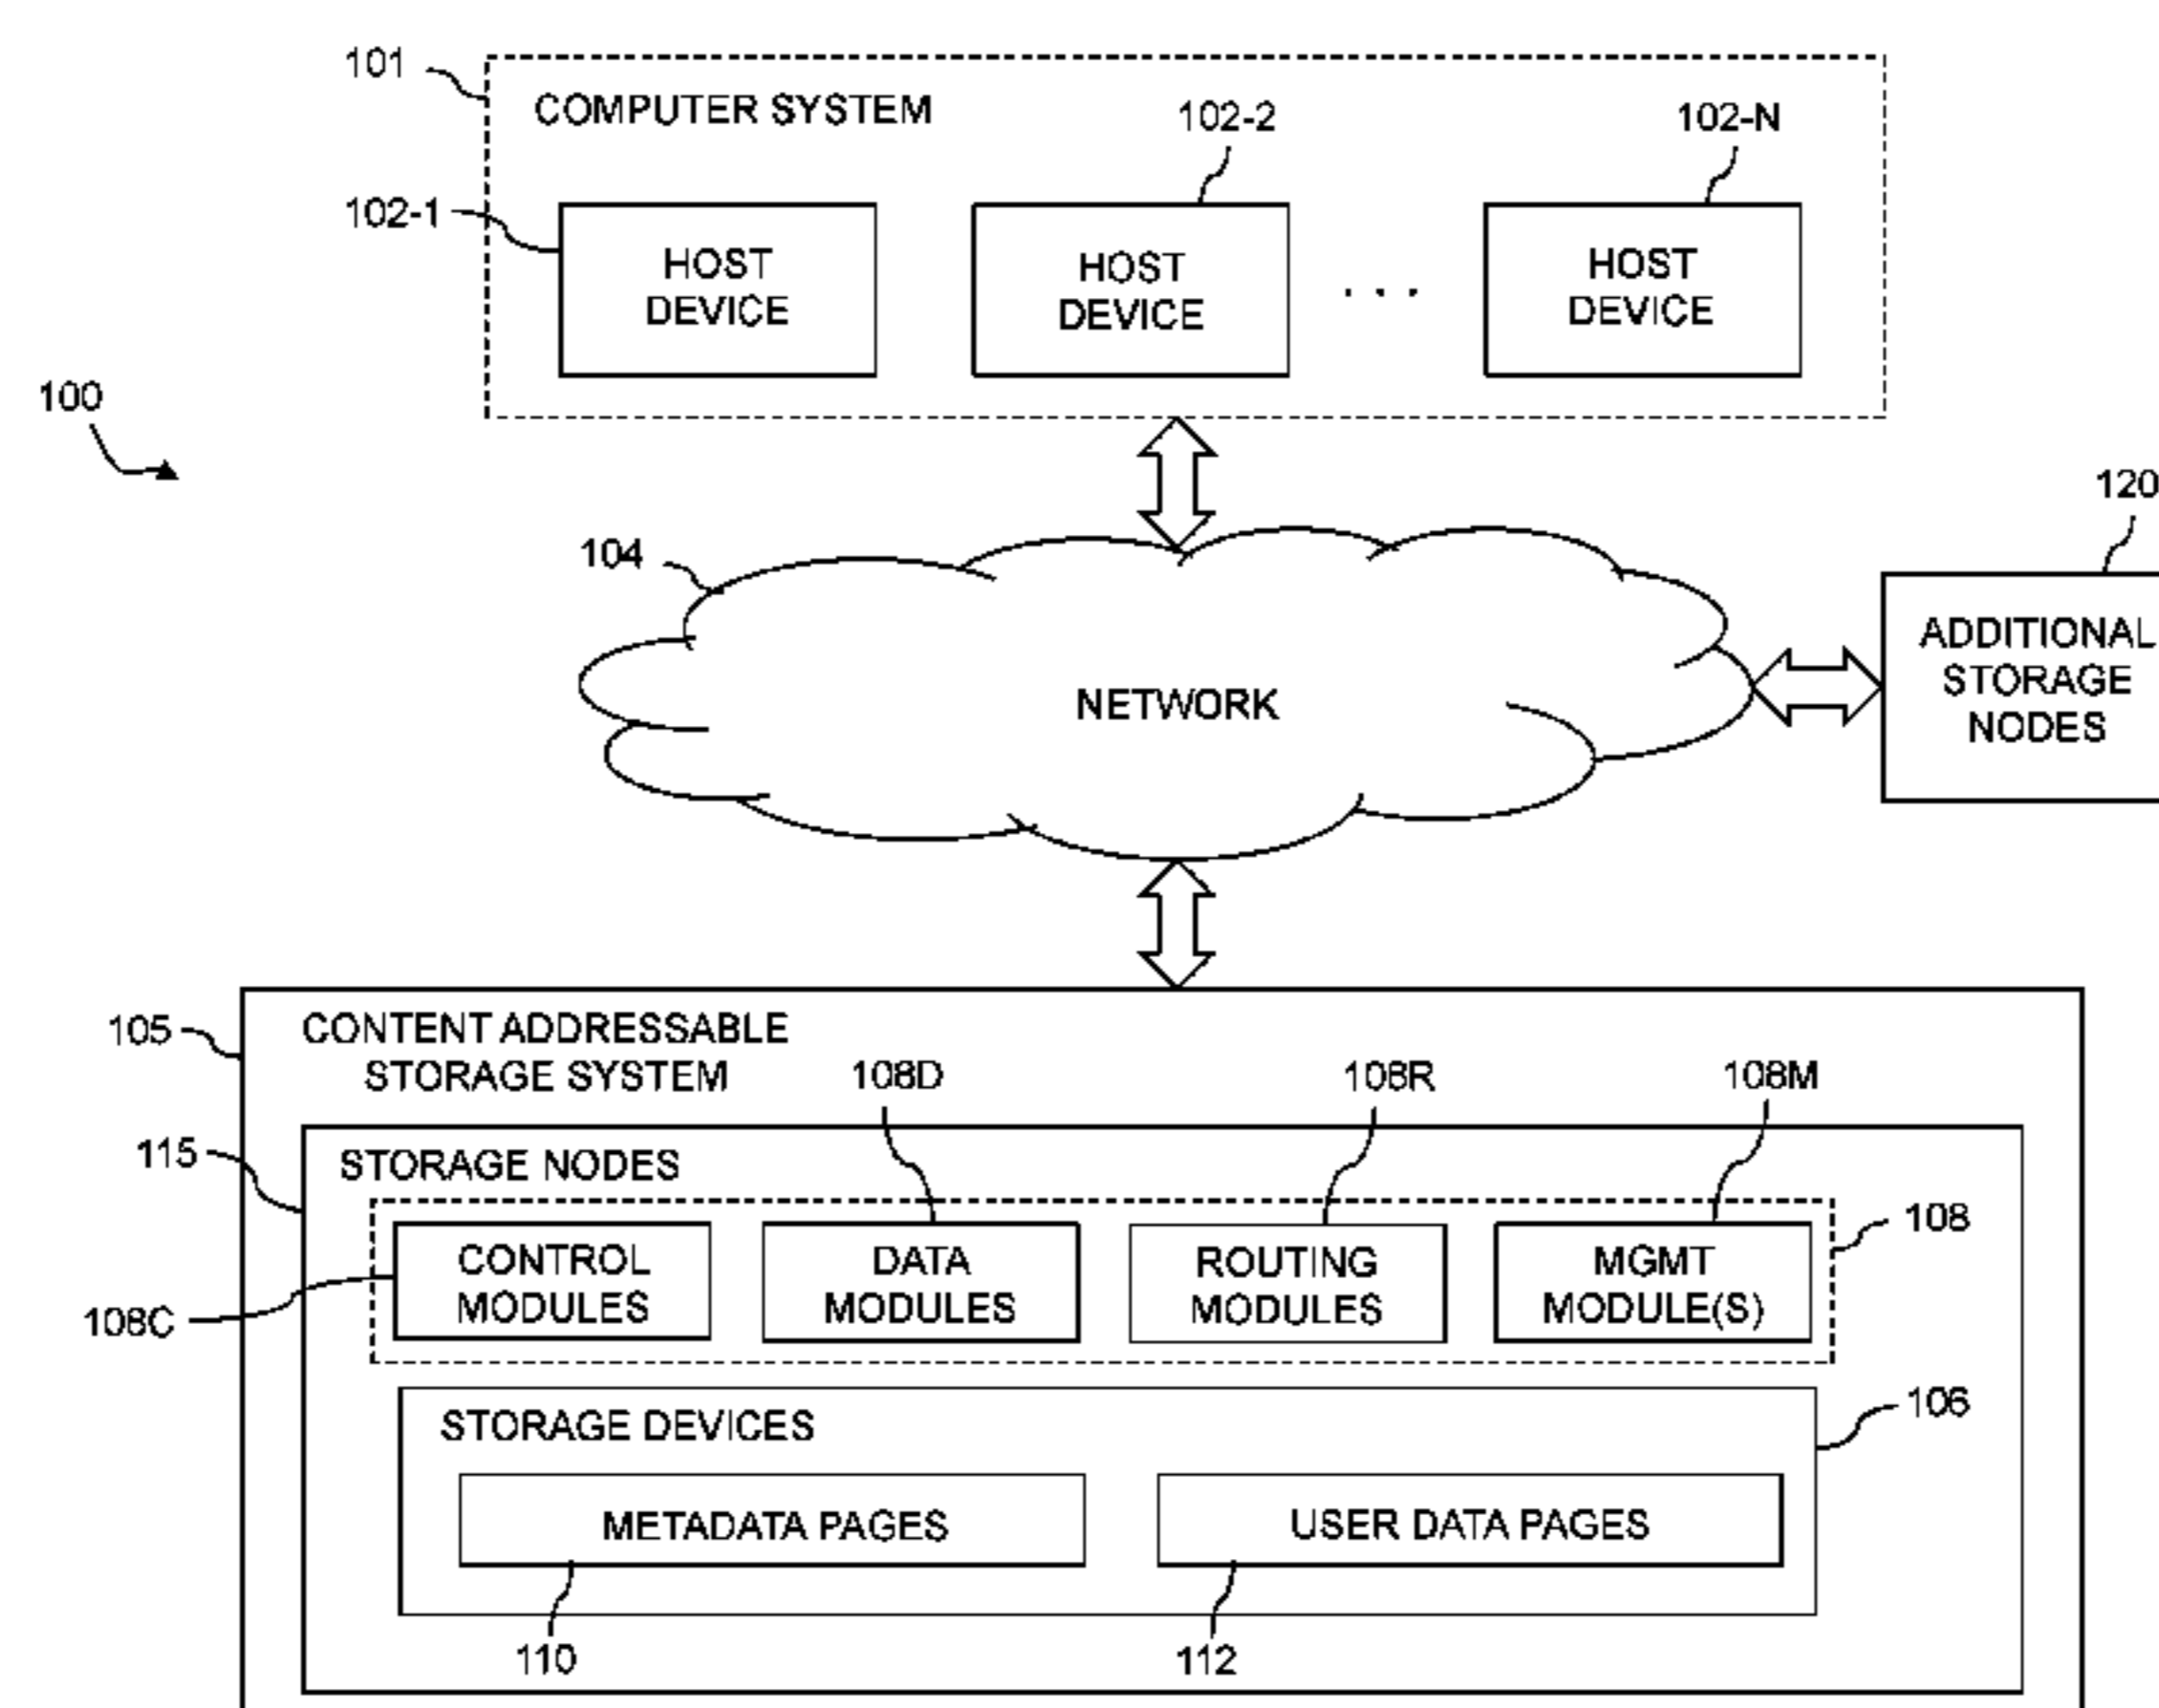 101
COMPUTER SYSTEM
102-2
102-N
102-1
HOST
DEVICE
HOST
DEVICE
. . .
HOST
DEVICE
100
120
104
NETWORK
ADDITIONAL
STORAGE
NODES
105
CONTENT ADDRESSABLE
STORAGE SYSTEM
108D
108R
108M
115
STORAGE NODES
108
CONTROL
MODULES
DATA
MODULES
ROUTING
MODULES
MGMT
MODULE(S)
108C
106
STORAGE DEVICES
METADATA PAGES
USER DATA PAGES
110
112